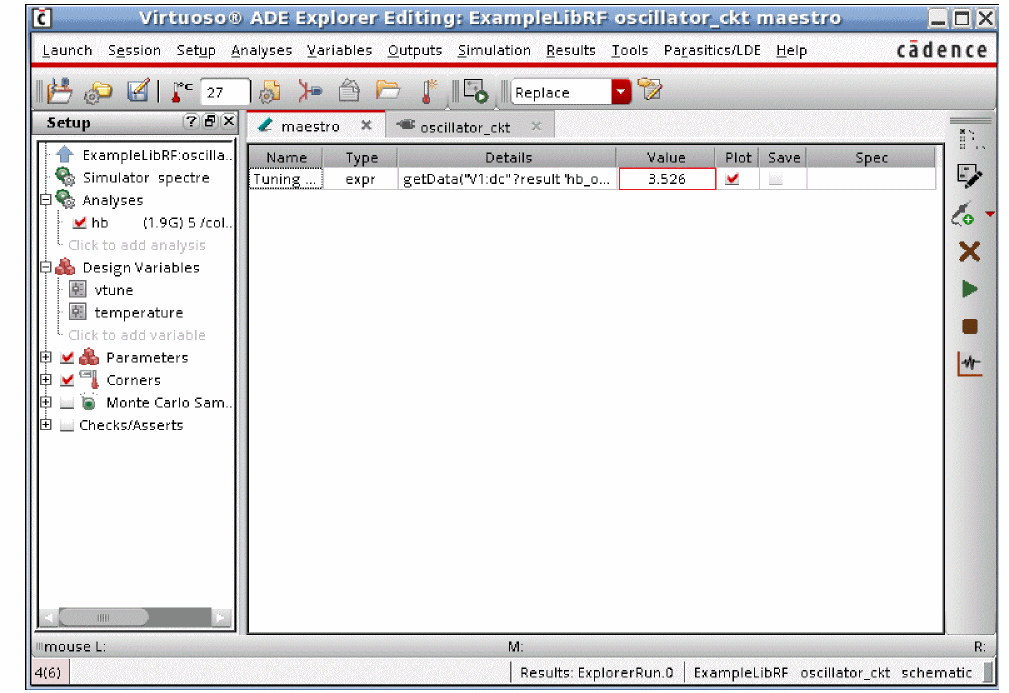 Virtuoso® ADE Explorer Editing: ExampleLibRF oscillator_ckt maestro
Launch Session Setup Analyses Variables Outputs Simulation Results Tools Parasitics/LDE Help cādence
°C 27 Replace
Setup
maestro oscillator_ckt
ExampleLibRF:oscilla..
Simulator spectre
Analyses
hb (1.9G) 5 /col..
Click to add analysis
Design Variables
vtune
temperature
Click to add variable
Parameters
Corners
Monte Carlo Sam..
Checks/Asserts
Name Type Details Value Plot Save Spec
Tuning ... expr getData("V1:dc"?result 'hb_o... 3.526
mouse L: M: R:
4(6) Results: ExplorerRun.0 ExampleLibRF oscillator_ckt schematic